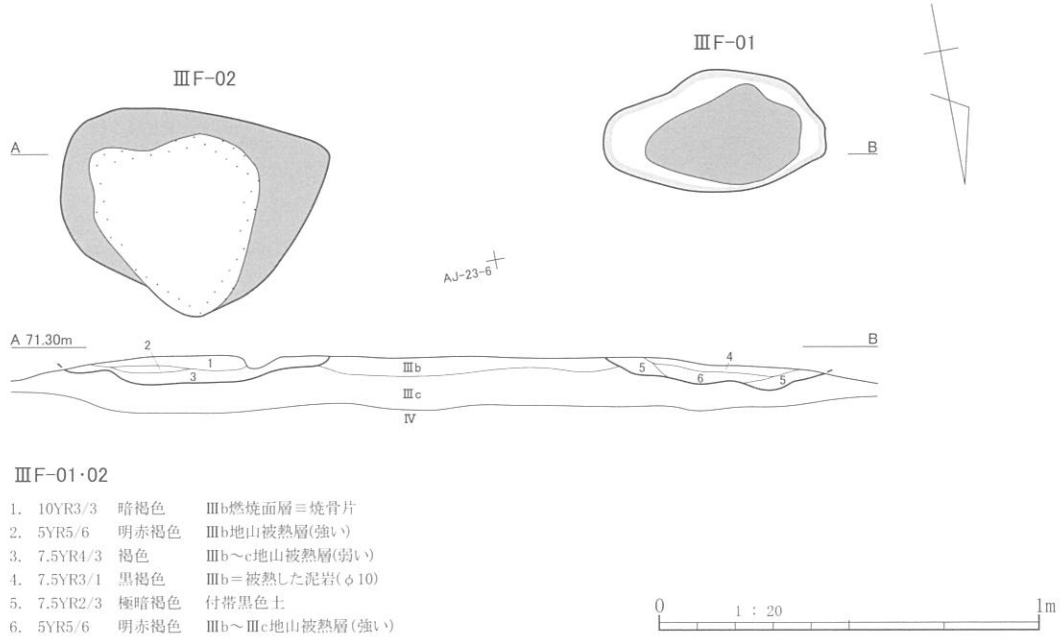 ⅢF-01
ⅢF-02
A
B
AJ-23-6
A 71.30m
B
2
1
3
Ⅲb
Ⅲc
Ⅳ
4
5
6
5
ⅢF-01・02
1. 10YR3/3 暗褐色 Ⅲb燃焼面層≡焼骨片
2. 5YR5/6 明赤褐色 Ⅲb地山被熱層(強い)
3. 7.5YR4/3 褐色 Ⅲb～c地山被熱層(弱い)
4. 7.5YR3/1 黒褐色 Ⅲb＝被熱した泥岩(φ10)
5. 7.5YR2/3 極暗褐色 付帯黒色土
6. 5YR5/6 明赤褐色 Ⅲb～Ⅲc地山被熱層(強い)
0 1 : 20 1m